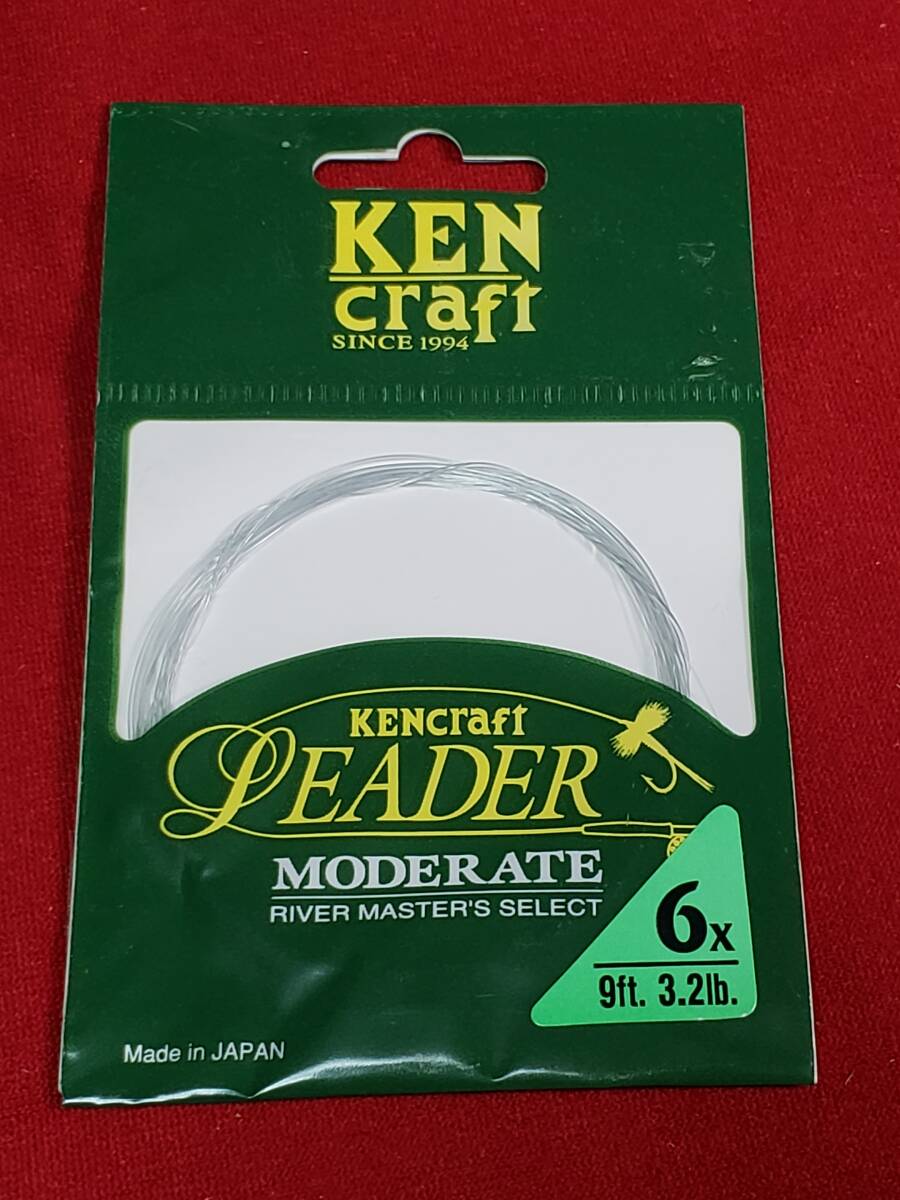 KEN
craft
SINCE 1994
KENCraft
LEADER
MODERATE
RIVER MASTER'S SELECT
6x
9ft. 3.2lb.
Made in JAPAN